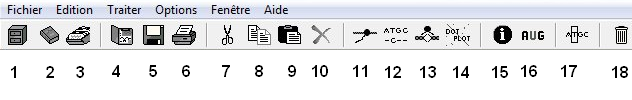 Fichier Edition Traiter Options Fenêtre Aide
ATGC -C-- DOT PLOT i AUG ATGC
1 2 3 4 5 6 7 8 9 10 11 12 13 14 15 16 17 18